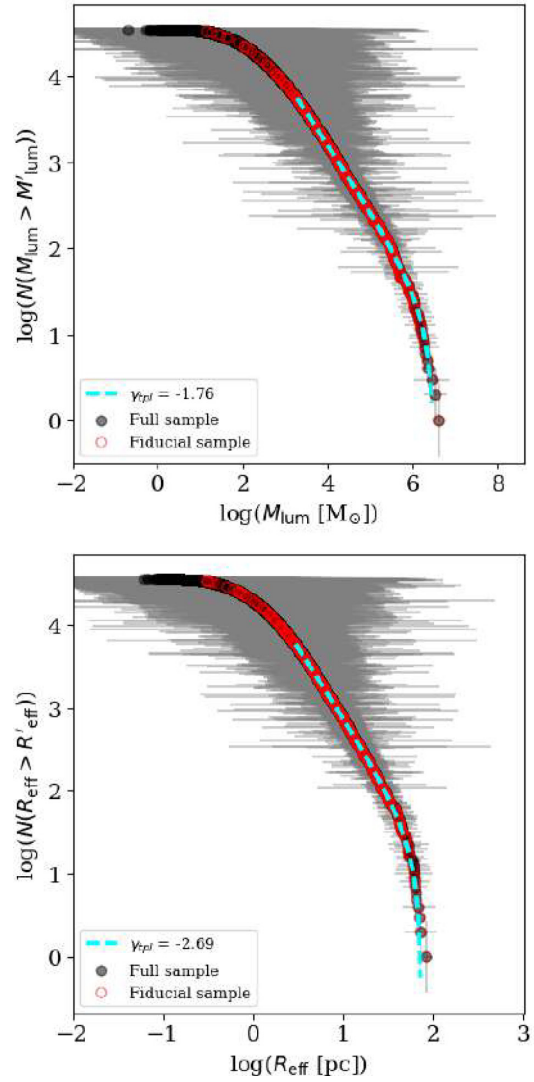 log(N(M_lum > M'_lum))
4
3
2
1
0
γ_tpl = -1.76
Full sample
Fiducial sample
−2 0 2 4 6 8
log(M_lum [M_⊙])
log(N(R_eff > R'_eff))
4
3
2
1
0
γ_tpl = -2.69
Full sample
Fiducial sample
−2 −1 0 1 2 3
log(R_eff [pc])